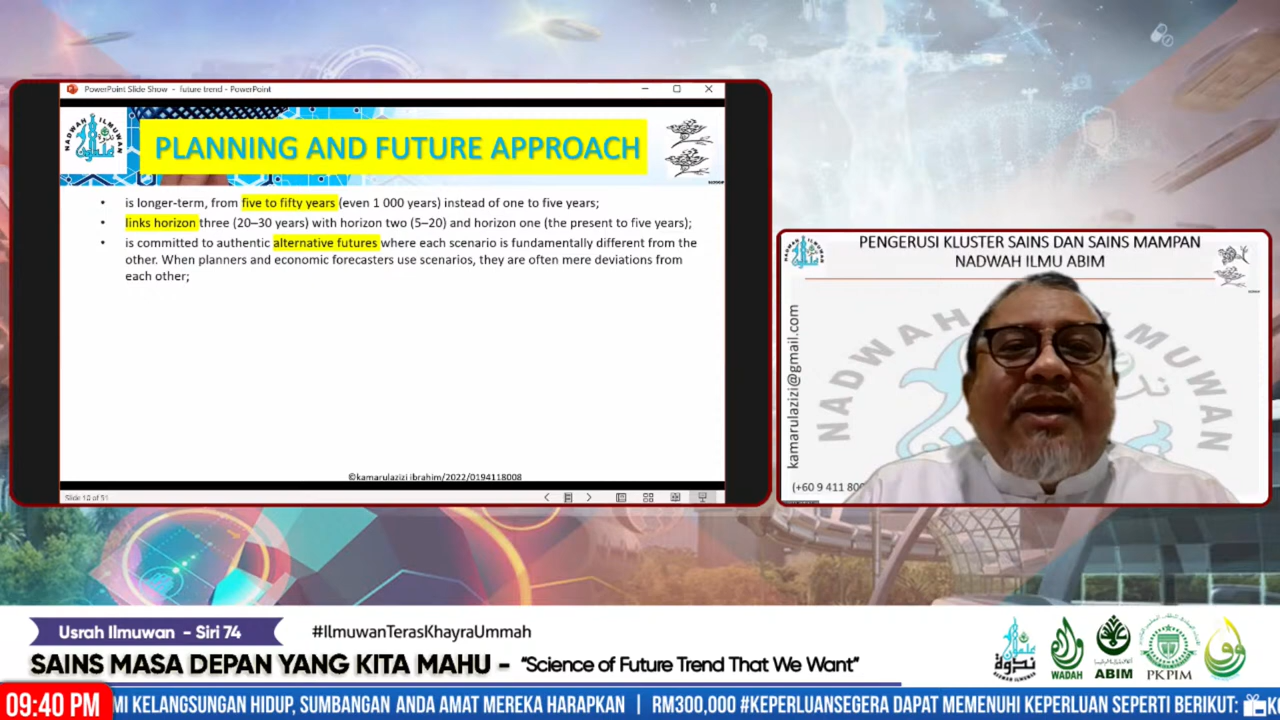 PowerPoint Slide Show - future trend - PowerPoint
NADWAH ILMUWAN
PLANNING AND FUTURE APPROACH
• is longer-term, from five to fifty years (even 1 000 years) instead of one to five years;
• links horizon three (20–30 years) with horizon two (5–20) and horizon one (the present to five years);
• is committed to authentic alternative futures where each scenario is fundamentally different from the
other. When planners and economic forecasters use scenarios, they are often mere deviations from
each other;
©kamarulazizi ibrahim/2022/0194118008
Slide 10 of 51
PENGERUSI KLUSTER SAINS DAN SAINS MAMPAN
NADWAH ILMU ABIM
kamarulazizi@gmail.com
NADWAH ILMUWAN
(+60 9 411 800
Usrah Ilmuwan - Siri 74
#IlmuwanTerasKhayraUmmah
SAINS MASA DEPAN YANG KITA MAHU - “Science of Future Trend That We Want”
WADAH
ABIM
PKPIM
09:40 PM
MI KELANGSUNGAN HIDUP, SUMBANGAN ANDA AMAT MEREKA HARAPKAN | RM300,000 #KEPERLUANSEGERA DAPAT MEMENUHI KEPERLUAN SEPERTI BERIKUT: